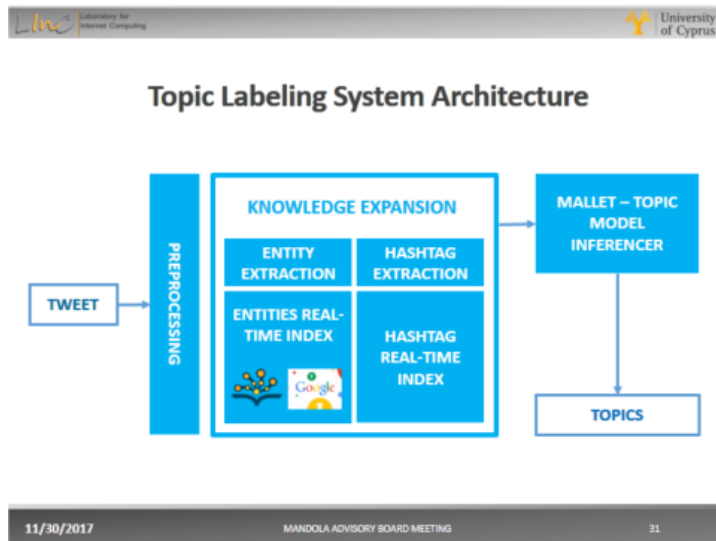 LInC Laboratory for
Internet Computing
University
of Cyprus
Topic Labeling System Architecture
TWEET
PREPROCESSING
KNOWLEDGE EXPANSION
ENTITY
EXTRACTION
HASHTAG
EXTRACTION
ENTITIES REAL-
TIME INDEX
Google
HASHTAG
REAL-TIME
INDEX
MALLET – TOPIC
MODEL
INFERENCER
TOPICS
11/30/2017
MANDOLA ADVISORY BOARD MEETING
31